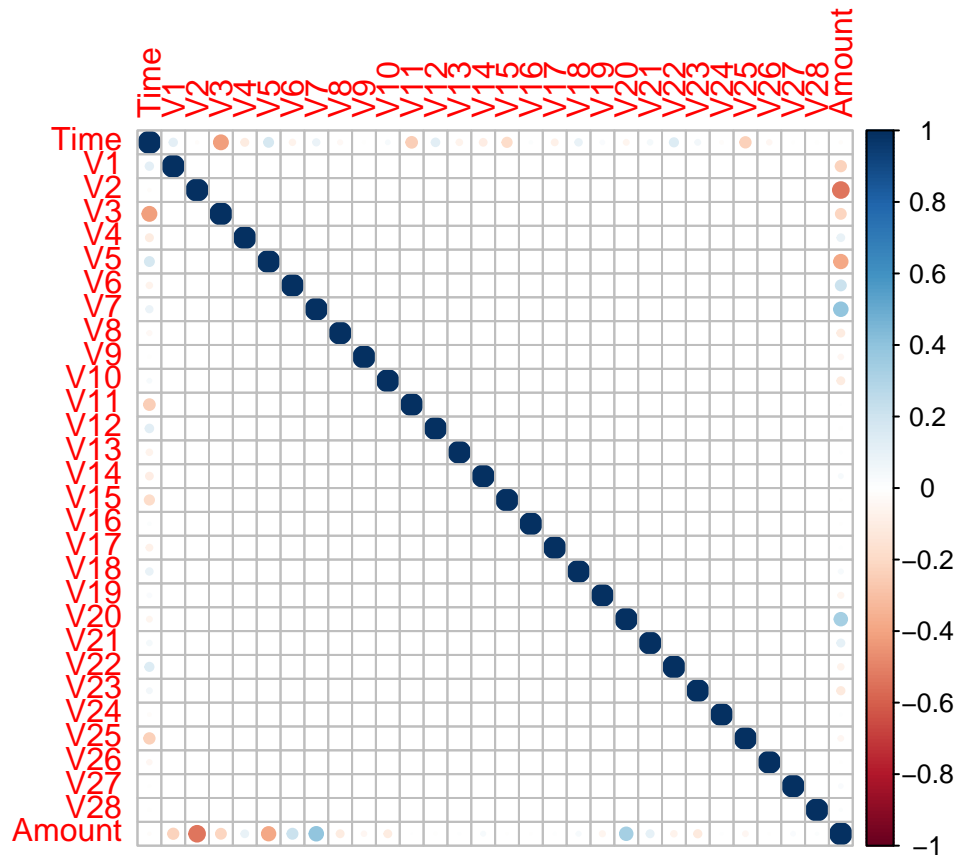 Time V1 V2 V3 V4 V5 V6 V7 V8 V9 V10 V11 V12 V13 V14 V15 V16 V17 V18 V19 V20 V21 V22 V23 V24 V25 V26 V27 V28 Amount
Time
V1
V2
V3
V4
V5
V6
V7
V8
V9
V10
V11
V12
V13
V14
V15
V16
V17
V18
V19
V20
V21
V22
V23
V24
V25
V26
V27
V28
Amount
1
0.8
0.6
0.4
0.2
0
−0.2
−0.4
−0.6
−0.8
−1